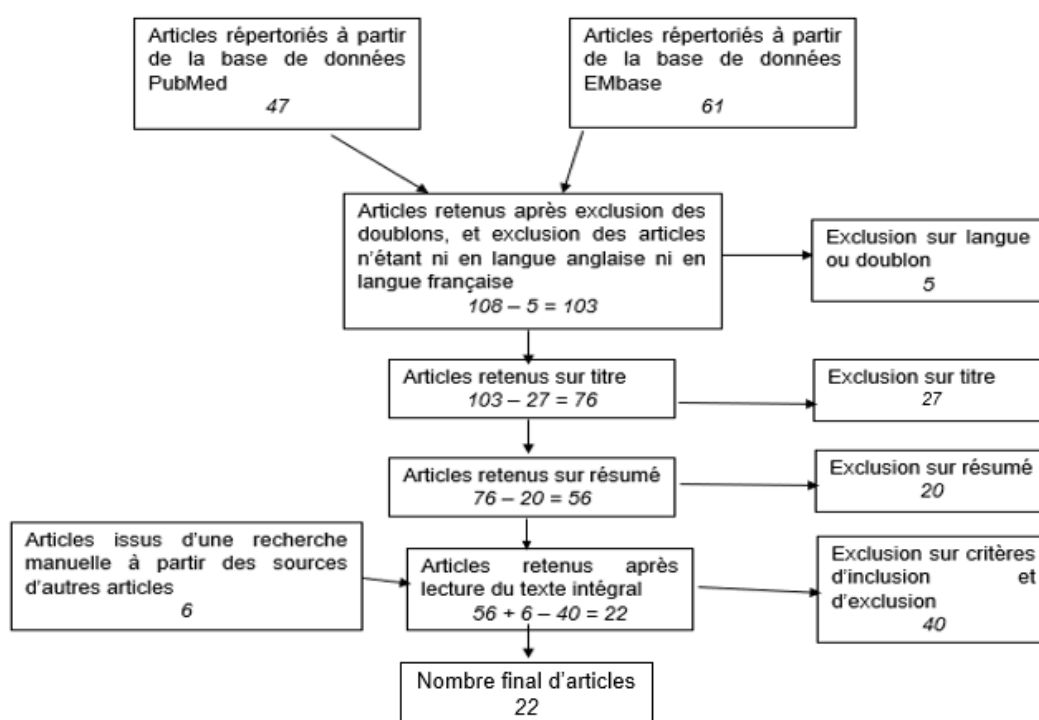 Articles répertoriés à partir
de la base de données
PubMed
47
Articles répertoriés à partir
de la base de données
EMbase
61
Articles retenus après exclusion des
doublons, et exclusion des articles
n'étant ni en langue anglaise ni en
langue française
108 – 5 = 103
Exclusion sur langue
ou doublon
5
Articles retenus sur titre
103 – 27 = 76
Exclusion sur titre
27
Articles retenus sur résumé
76 – 20 = 56
Exclusion sur résumé
20
Articles issus d'une recherche
manuelle à partir des sources
d'autres articles
6
Articles retenus après
lecture du texte intégral
56 + 6 – 40 = 22
Exclusion sur critères
d'inclusion et
d'exclusion
40
Nombre final d'articles
22